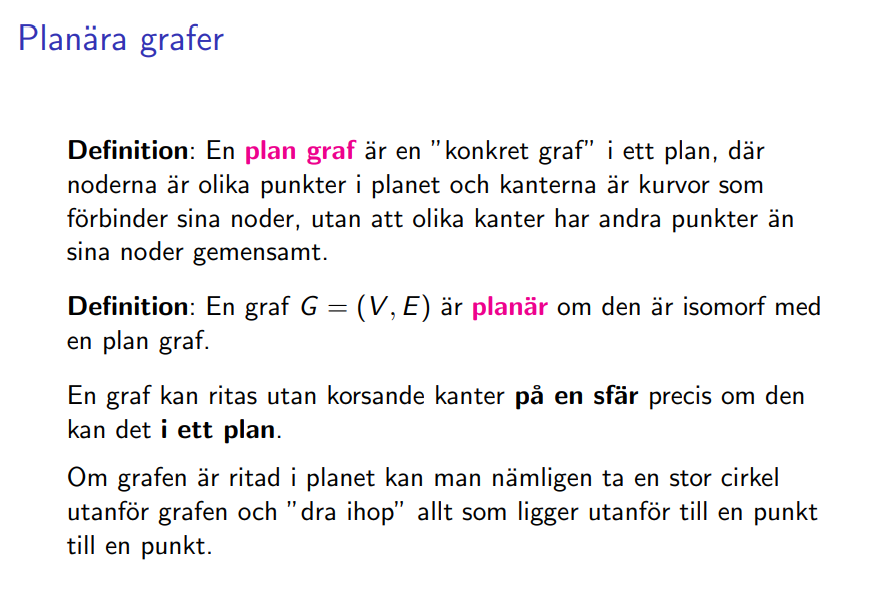 Planära grafer
Definition: En plan graf är en ”konkret graf” i ett plan, där
noderna är olika punkter i planet och kanterna är kurvor som
förbinder sina noder, utan att olika kanter har andra punkter än
sina noder gemensamt.
Definition: En graf G = (V, E) är planär om den är isomorf med
en plan graf.
En graf kan ritas utan korsande kanter på en sfär precis om den
kan det i ett plan.
Om grafen är ritad i planet kan man nämligen ta en stor cirkel
utanför grafen och ”dra ihop” allt som ligger utanför till en punkt
till en punkt.